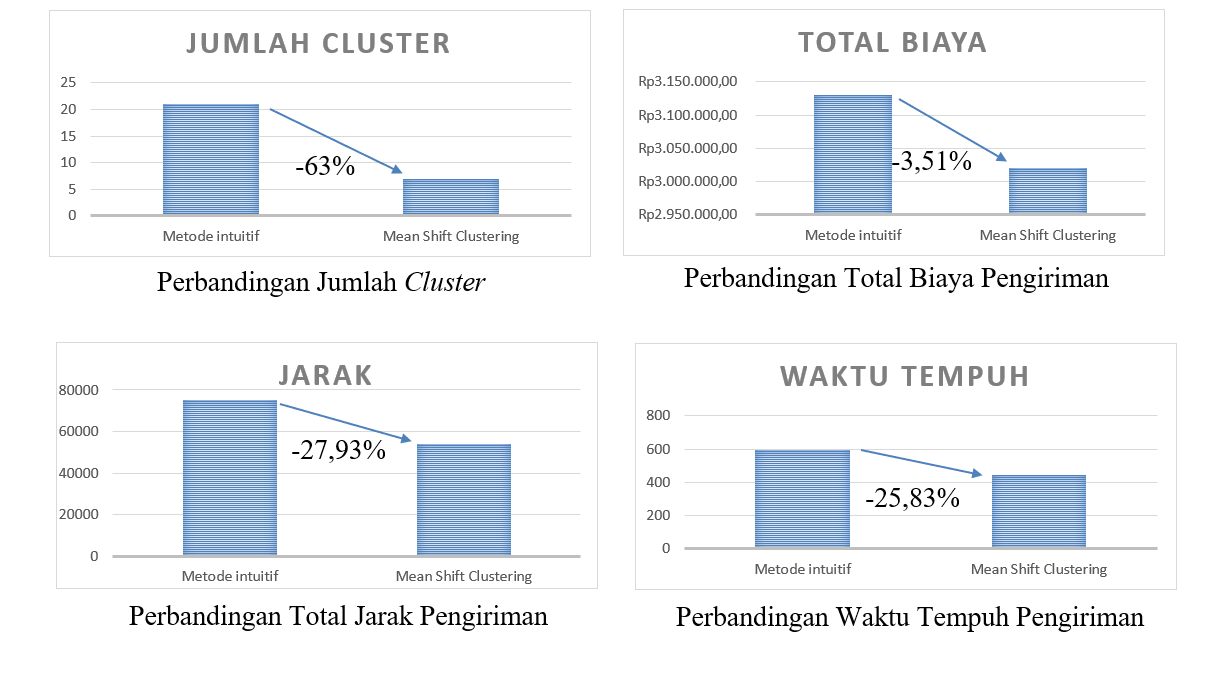 JUMLAH CLUSTER
25
20
15
10
5
0
-63%
Metode intuitif
Mean Shift Clustering
Perbandingan Jumlah Cluster
TOTAL BIAYA
Rp3.150.000,00
Rp3.100.000,00
Rp3.050.000,00
Rp3.000.000,00
Rp2.950.000,00
-3,51%
Metode intuitif
Mean Shift Clustering
Perbandingan Total Biaya Pengiriman
JARAK
80000
60000
40000
20000
0
-27,93%
Metode intuitif
Mean Shift Clustering
Perbandingan Total Jarak Pengiriman
WAKTU TEMPUH
800
600
400
200
0
-25,83%
Metode intuitif
Mean Shift Clustering
Perbandingan Waktu Tempuh Pengiriman